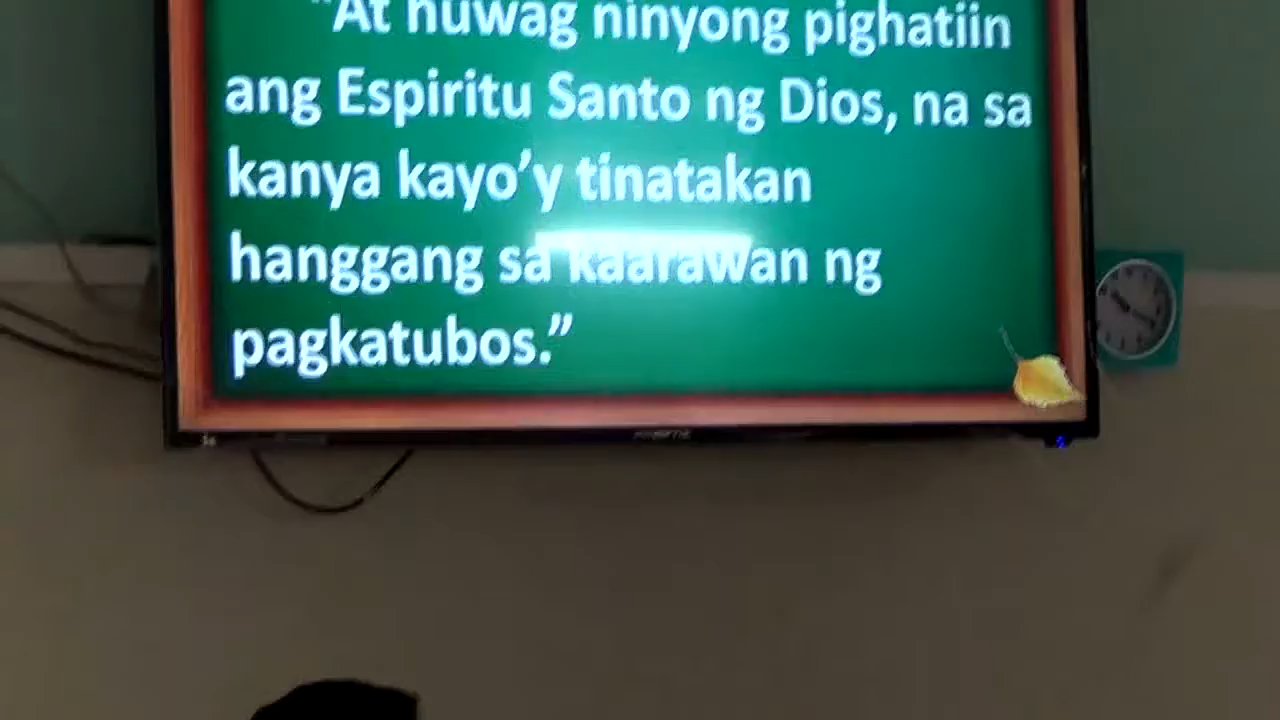 “At huwag ninyong pighatiin
ang Espiritu Santo ng Dios, na sa
kanya kayo’y tinatakan
hanggang sa kaarawan ng
pagkatubos.”